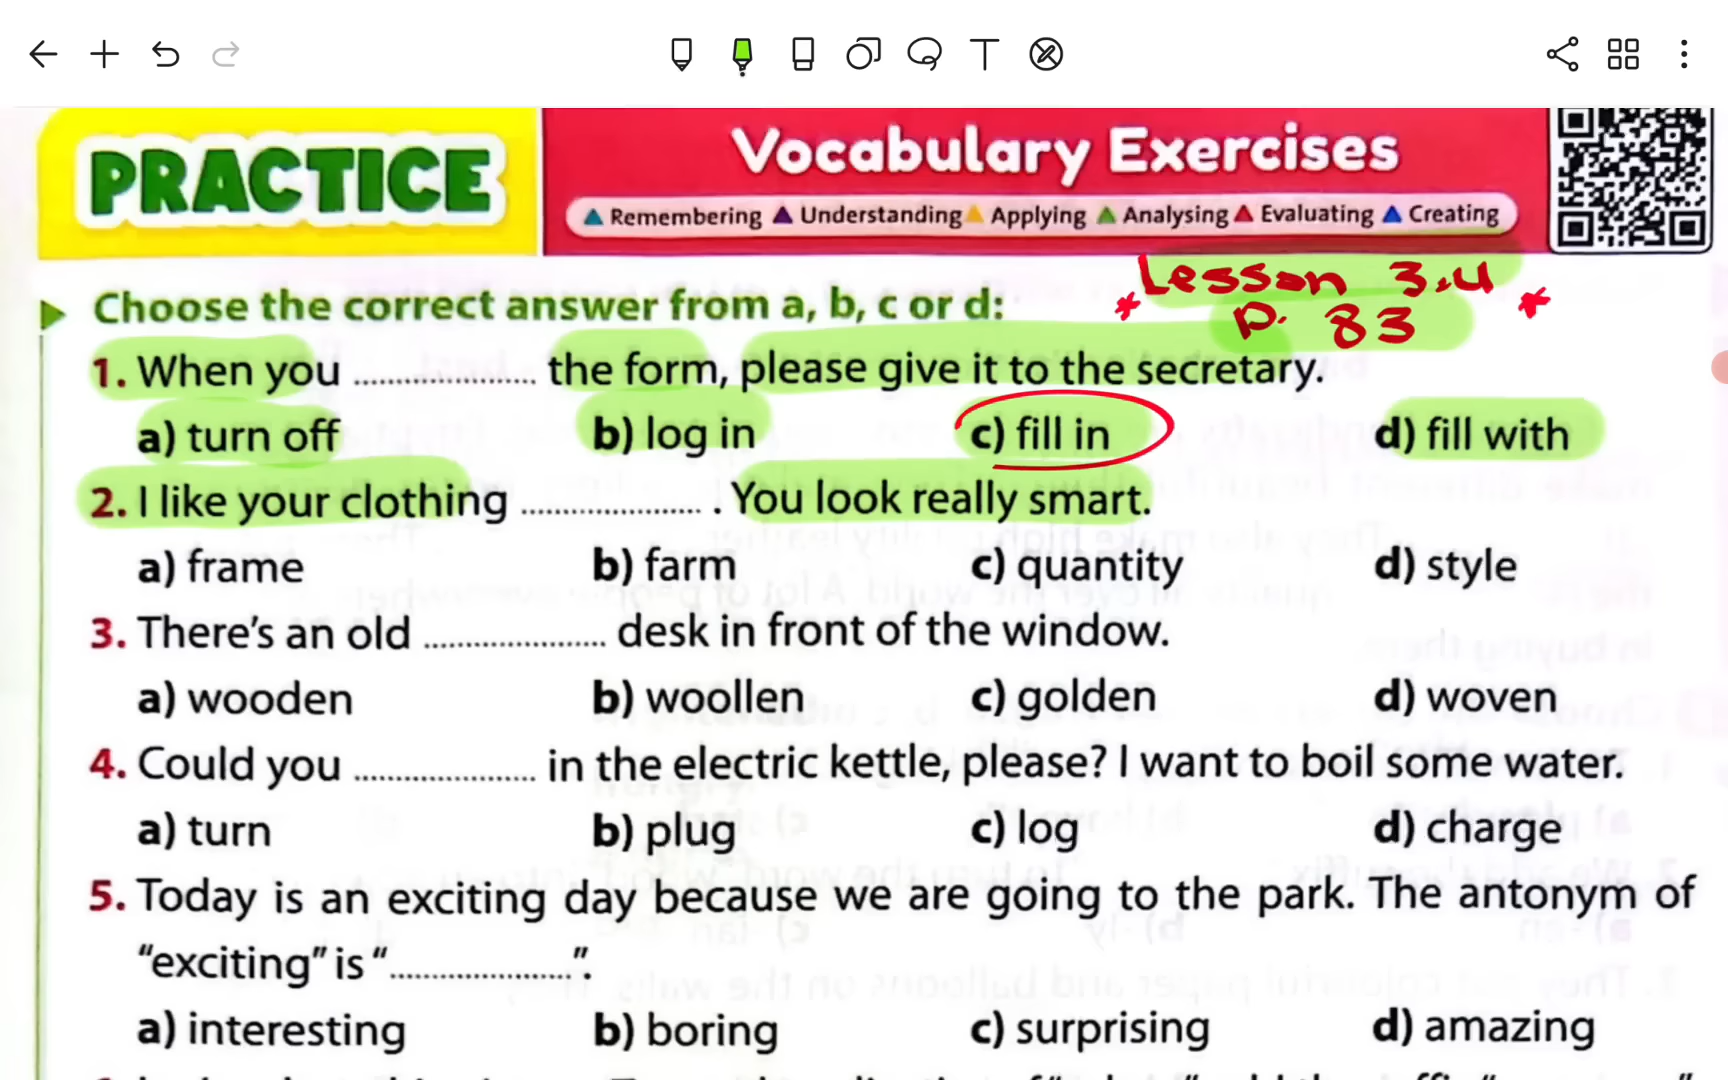 PRACTICE
Vocabulary Exercises
Remembering Understanding Applying Analysing Evaluating Creating
Lesson 3.4
P. 83
Choose the correct answer from a, b, c or d:
1. When you .................... the form, please give it to the secretary.
a) turn off b) log in c) fill in d) fill with
2. I like your clothing .................... . You look really smart.
a) frame b) farm c) quantity d) style
3. There's an old .................... desk in front of the window.
a) wooden b) woollen c) golden d) woven
4. Could you .................... in the electric kettle, please? I want to boil some water.
a) turn b) plug c) log d) charge
5. Today is an exciting day because we are going to the park. The antonym of
"exciting" is "....................".
a) interesting b) boring c) surprising d) amazing